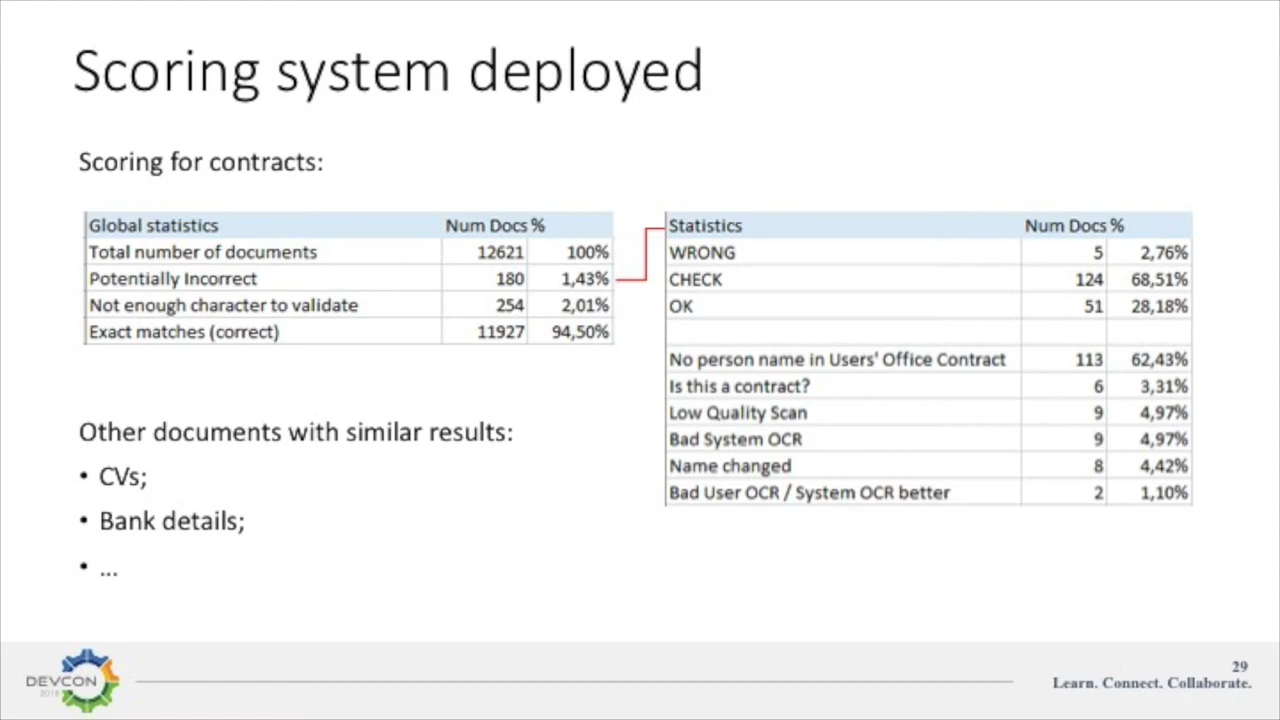 Scoring system deployed
Scoring for contracts:
Global statistics Num Docs %
Total number of documents 12621 100%
Potentially Incorrect 180 1,43%
Not enough character to validate 254 2,01%
Exact matches (correct) 11927 94,50%
Statistics Num Docs %
WRONG 5 2,76%
CHECK 124 68,51%
OK 51 28,18%
No person name in Users' Office Contract 113 62,43%
Is this a contract? 6 3,31%
Low Quality Scan 9 4,97%
Bad System OCR 9 4,97%
Name changed 8 4,42%
Bad User OCR / System OCR better 2 1,10%
Other documents with similar results:
• CVs;
• Bank details;
• ...
DEVCON
29
Learn. Connect. Collaborate.